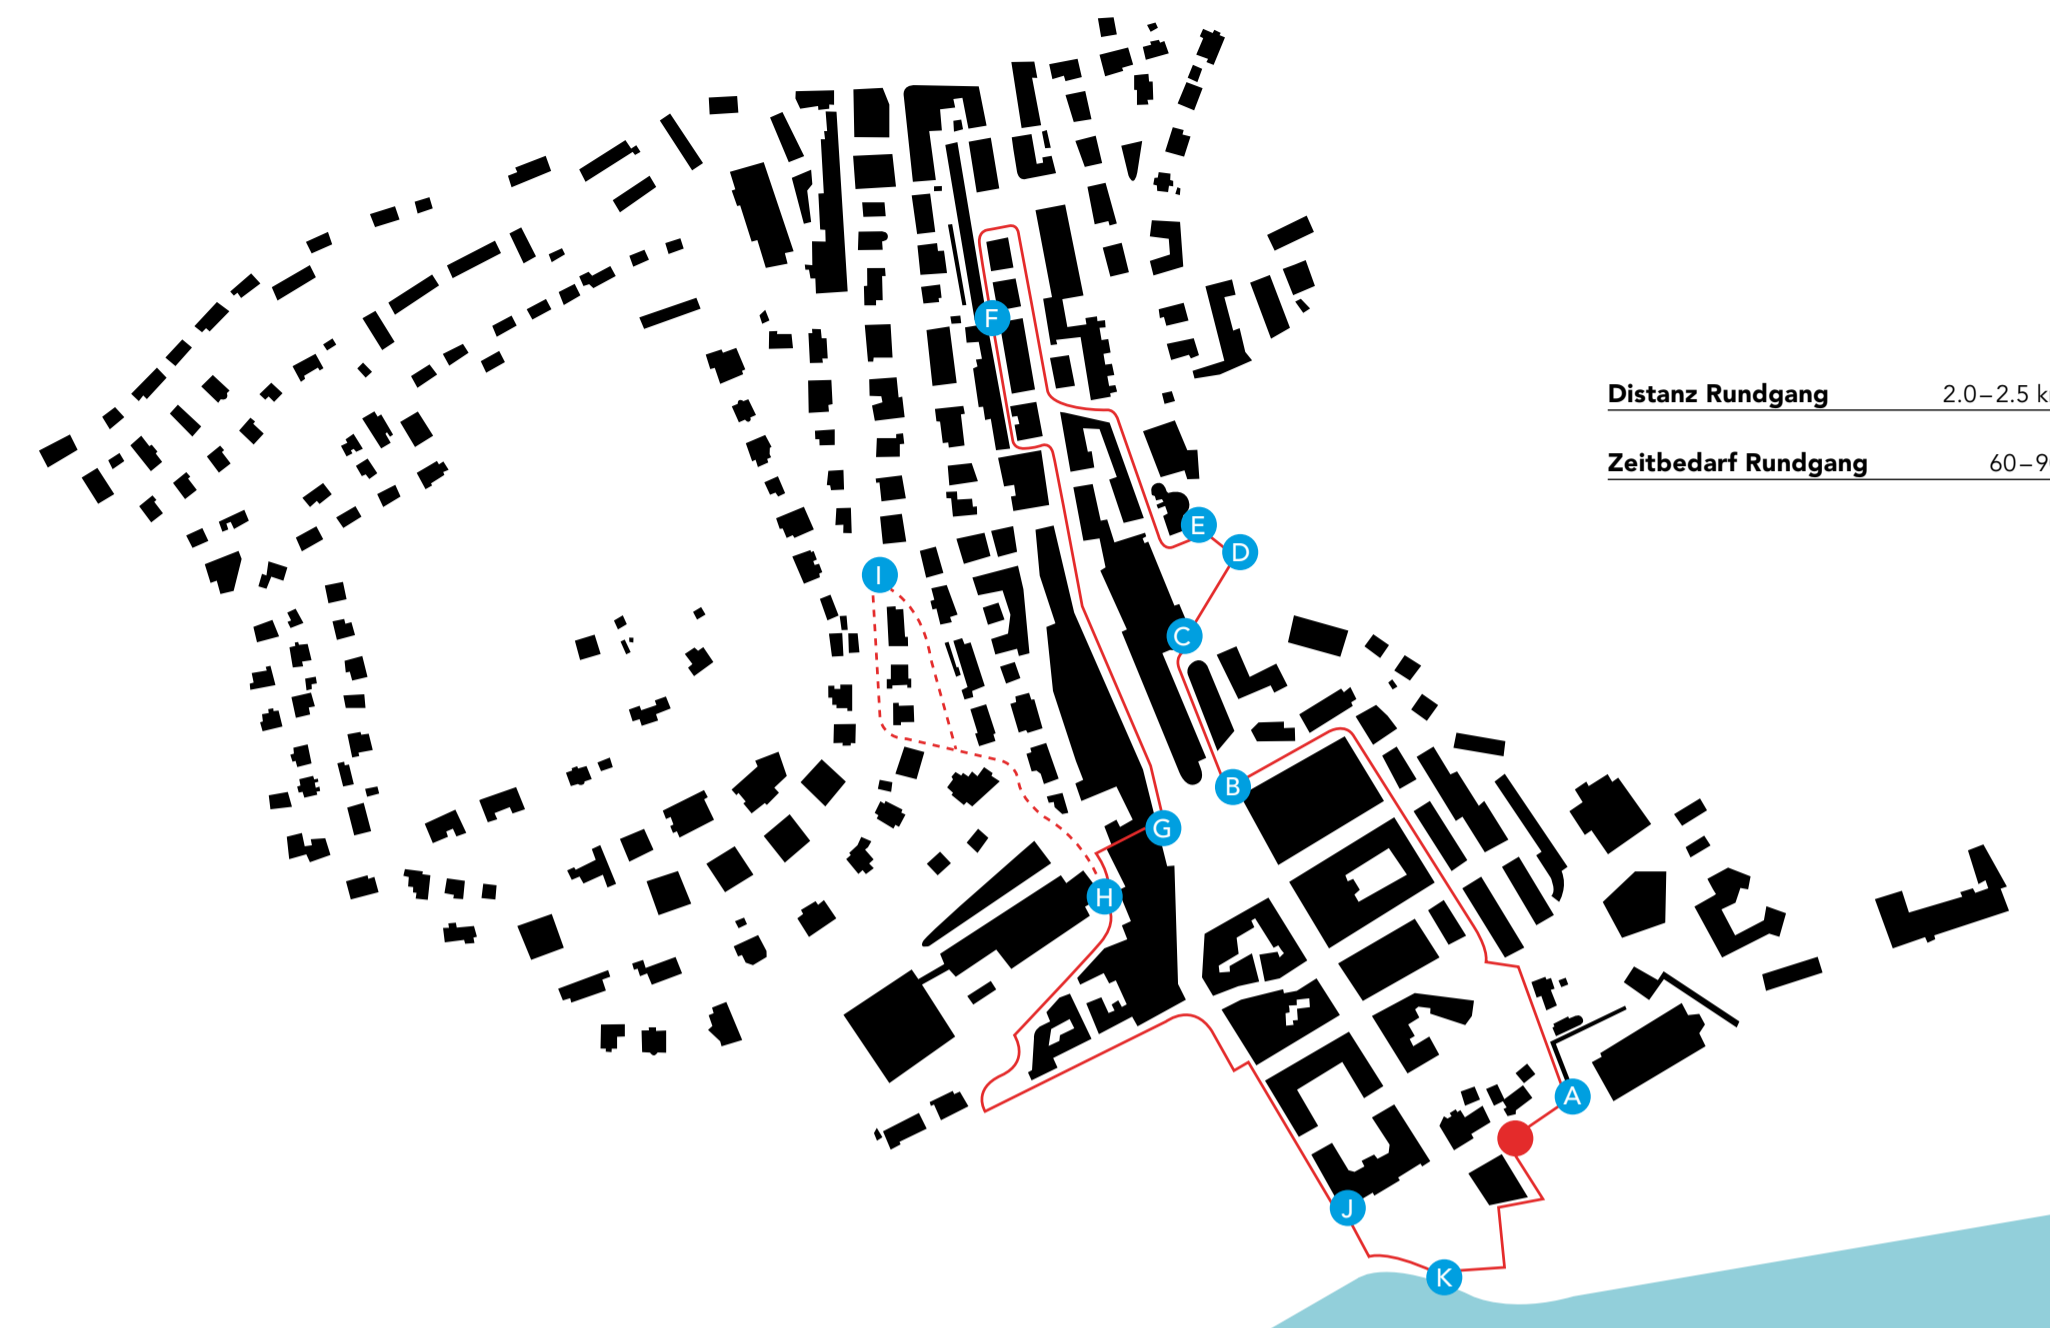 F
Distanz Rundgang 2.0–2.5
Zeitbedarf Rundgang 60–
E
D
I
C
B
G
H
A
J
K